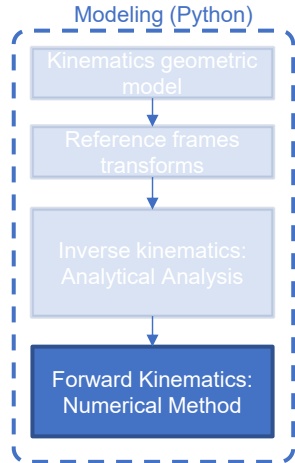 Modeling (Python)
Kinematics geometric
model
Reference frames
transforms
Inverse kinematics:
Analytical Analysis
Forward Kinematics:
Numerical Method